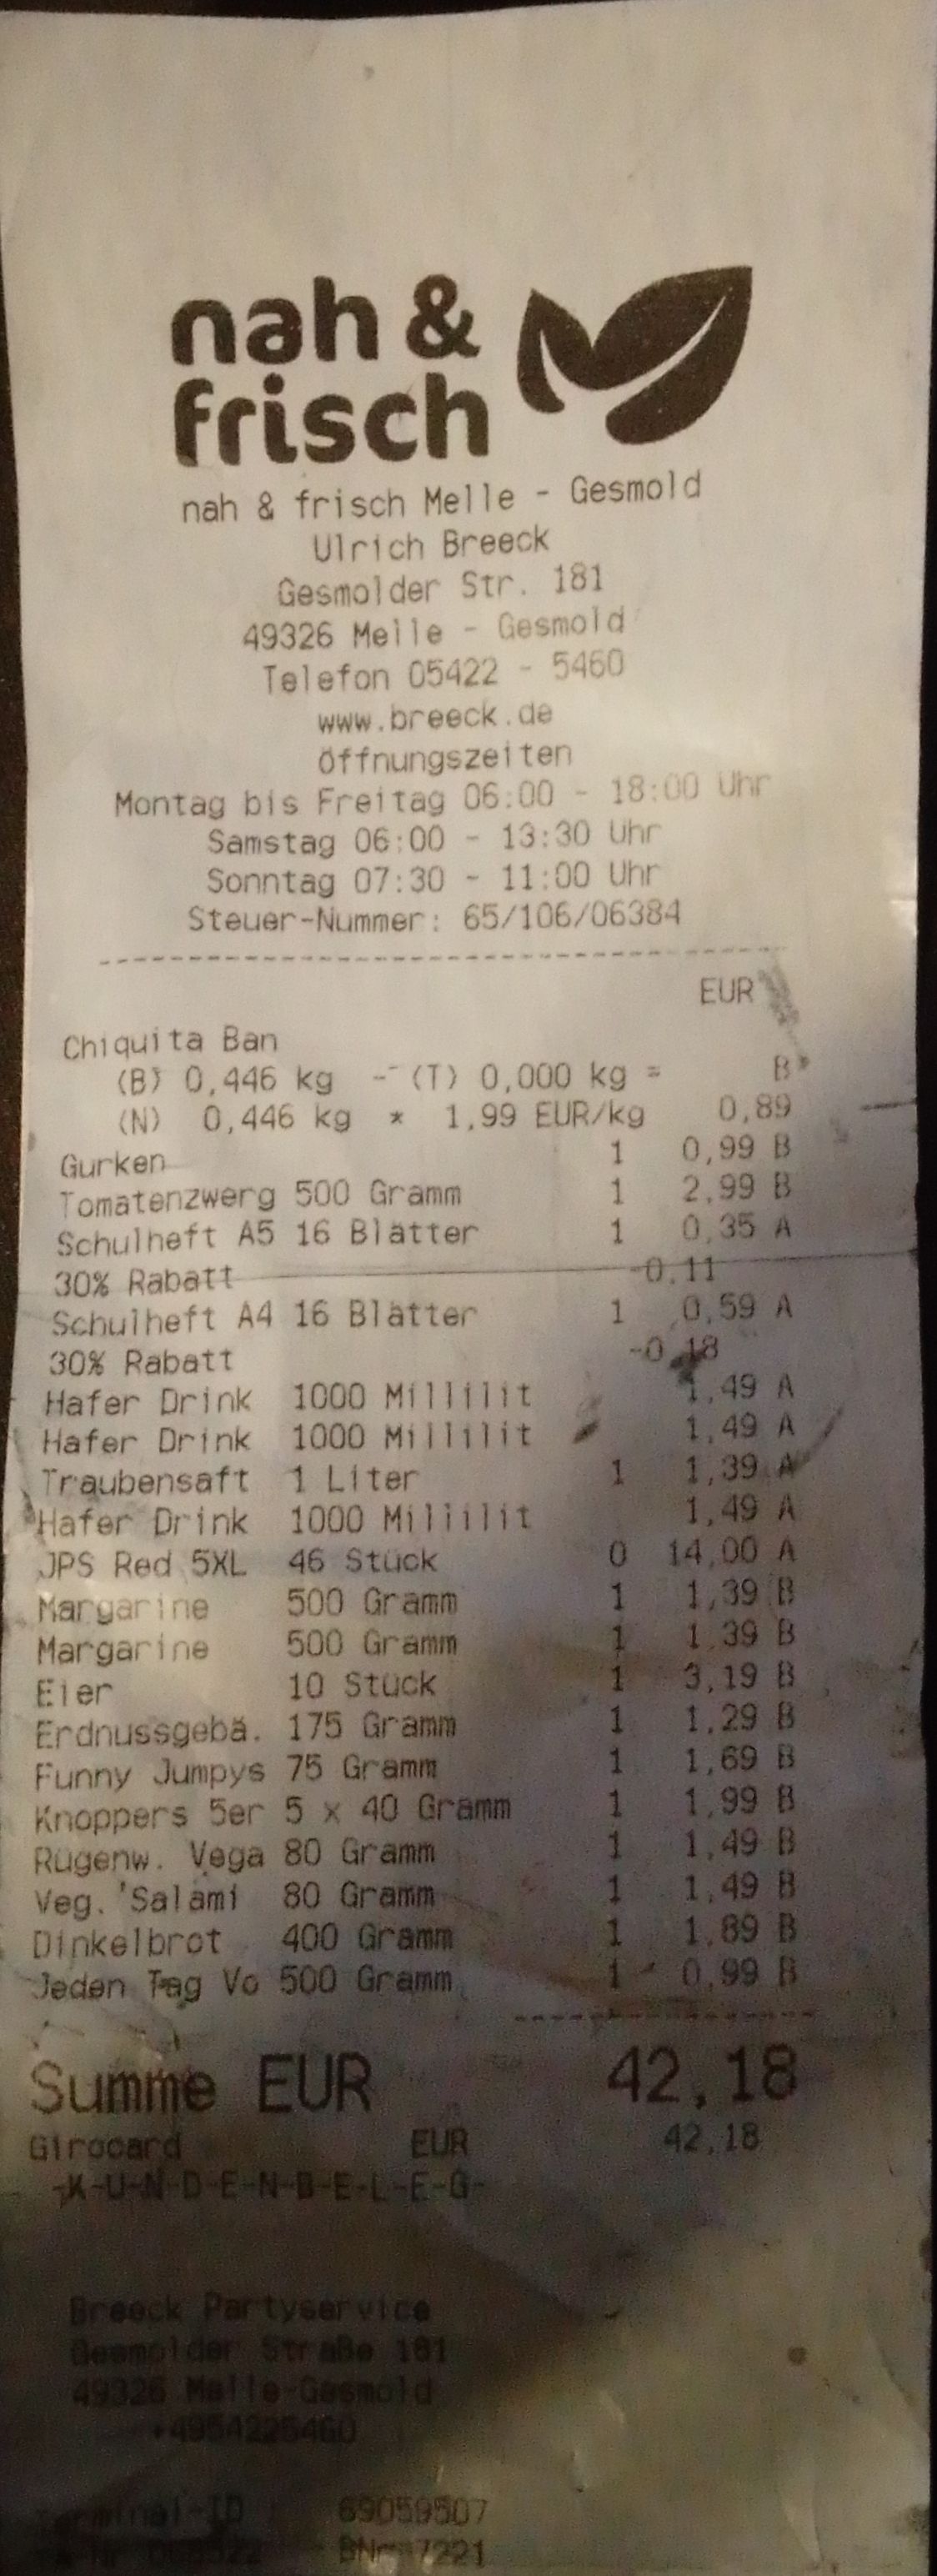 nah &
frisch
nah & frisch Melle - Gesmold
Ulrich Breeck
Gesmolder Str. 181
49326 Melle - Gesmold
Telefon 05422 - 5460
www.breeck.de
Öffnungszeiten
Montag bis Freitag 06:00 - 18:00 Uhr
Samstag 06:00 - 13:30 Uhr
Sonntag 07:30 - 11:00 Uhr
Steuer-Nummer: 65/106/06384
EUR
Chiquita Ban
(B) 0,446 kg - (T) 0,000 kg = B
(N) 0,446 kg * 1,99 EUR/kg 0,89
Gurken 1 0,99 B
Tomatenzwerg 500 Gramm 1 2,99 B
Schulheft A5 16 Blätter 1 0,35 A
30% Rabatt -0,11
Schulheft A4 16 Blätter 1 0,59 A
30% Rabatt -0,18
Hafer Drink 1000 Millilit 1,49 A
Hafer Drink 1000 Millilit 1,49 A
Traubensaft 1 Liter 1 1,39 A
Hafer Drink 1000 Millilit 1,49 A
JPS Red 5XL 46 Stück 0 14,00 A
Margarine 500 Gramm 1 1,39 B
Margarine 500 Gramm 1 1,39 B
Eier 10 Stück 1 3,19 B
Erdnussgebä. 175 Gramm 1 1,29 B
Funny Jumpys 75 Gramm 1 1,69 B
Knoppers 5er 5 x 40 Gramm 1 1,99 B
Rügenw. Vega 80 Gramm 1 1,49 B
Veg. Salami 80 Gramm 1 1,49 B
Dinkelbrot 400 Gramm 1 1,89 B
Jeden Tag Vo 500 Gramm 1 0,99 B
Summe EUR 42,18
Girocard EUR 42,18
-K-U-N-D-E-N-B-E-L-E-G-
Breeck Partyservice
Gesmolder Straße 181
49326 Melle-Gesmold
+4954225460
Terminal-ID : 69059507
BNr 7221